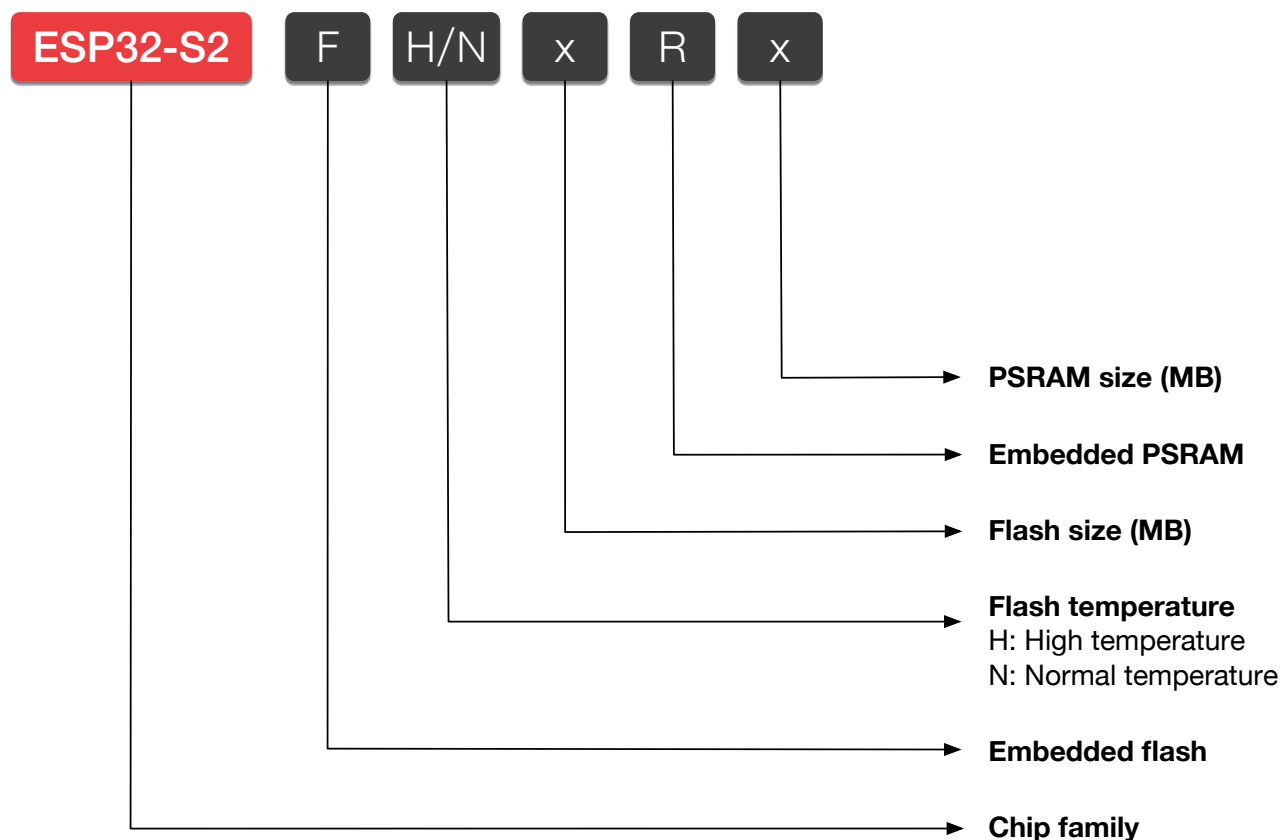 ESP32-S2 F H/N x R x
PSRAM size (MB)
Embedded PSRAM
Flash size (MB)
Flash temperature
H: High temperature
N: Normal temperature
Embedded flash
Chip family